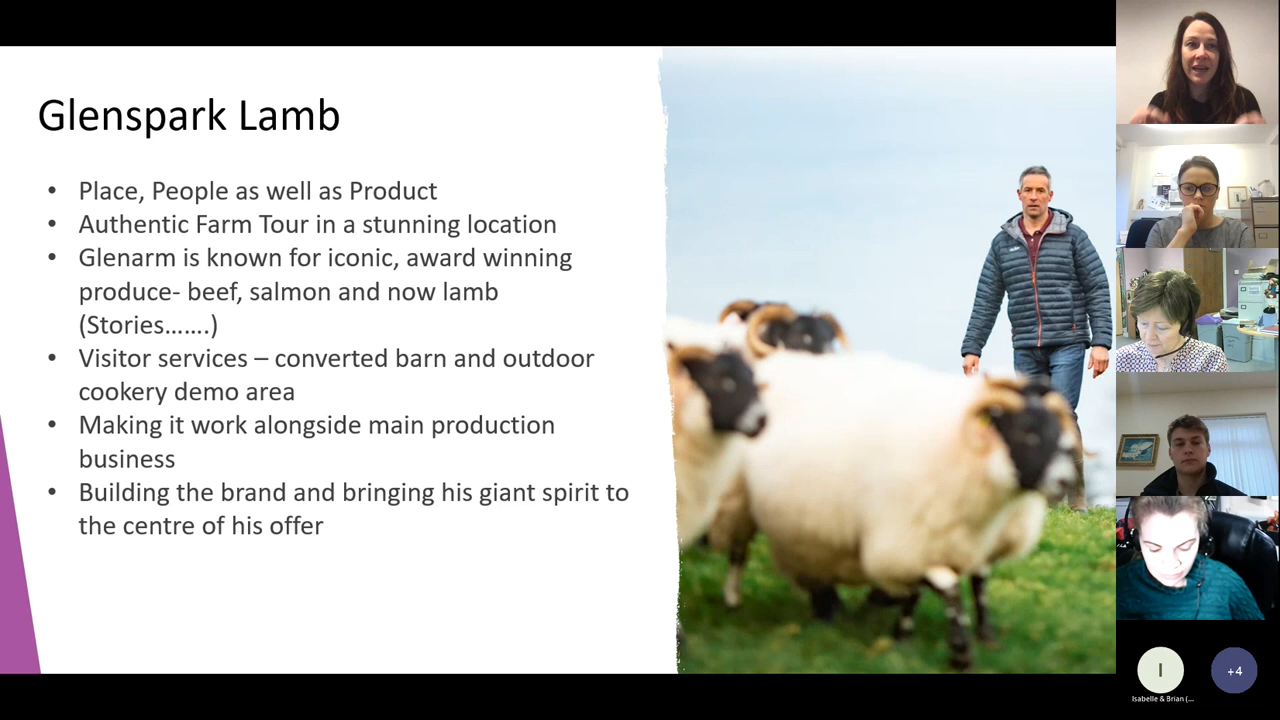 Glenspark Lamb
• Place, People as well as Product
• Authentic Farm Tour in a stunning location
• Glenarm is known for iconic, award winning
produce- beef, salmon and now lamb
(Stories…….)
• Visitor services – converted barn and outdoor
cookery demo area
• Making it work alongside main production
business
• Building the brand and bringing his giant spirit to
the centre of his offer
I
+4
Isabelle & Brian (...